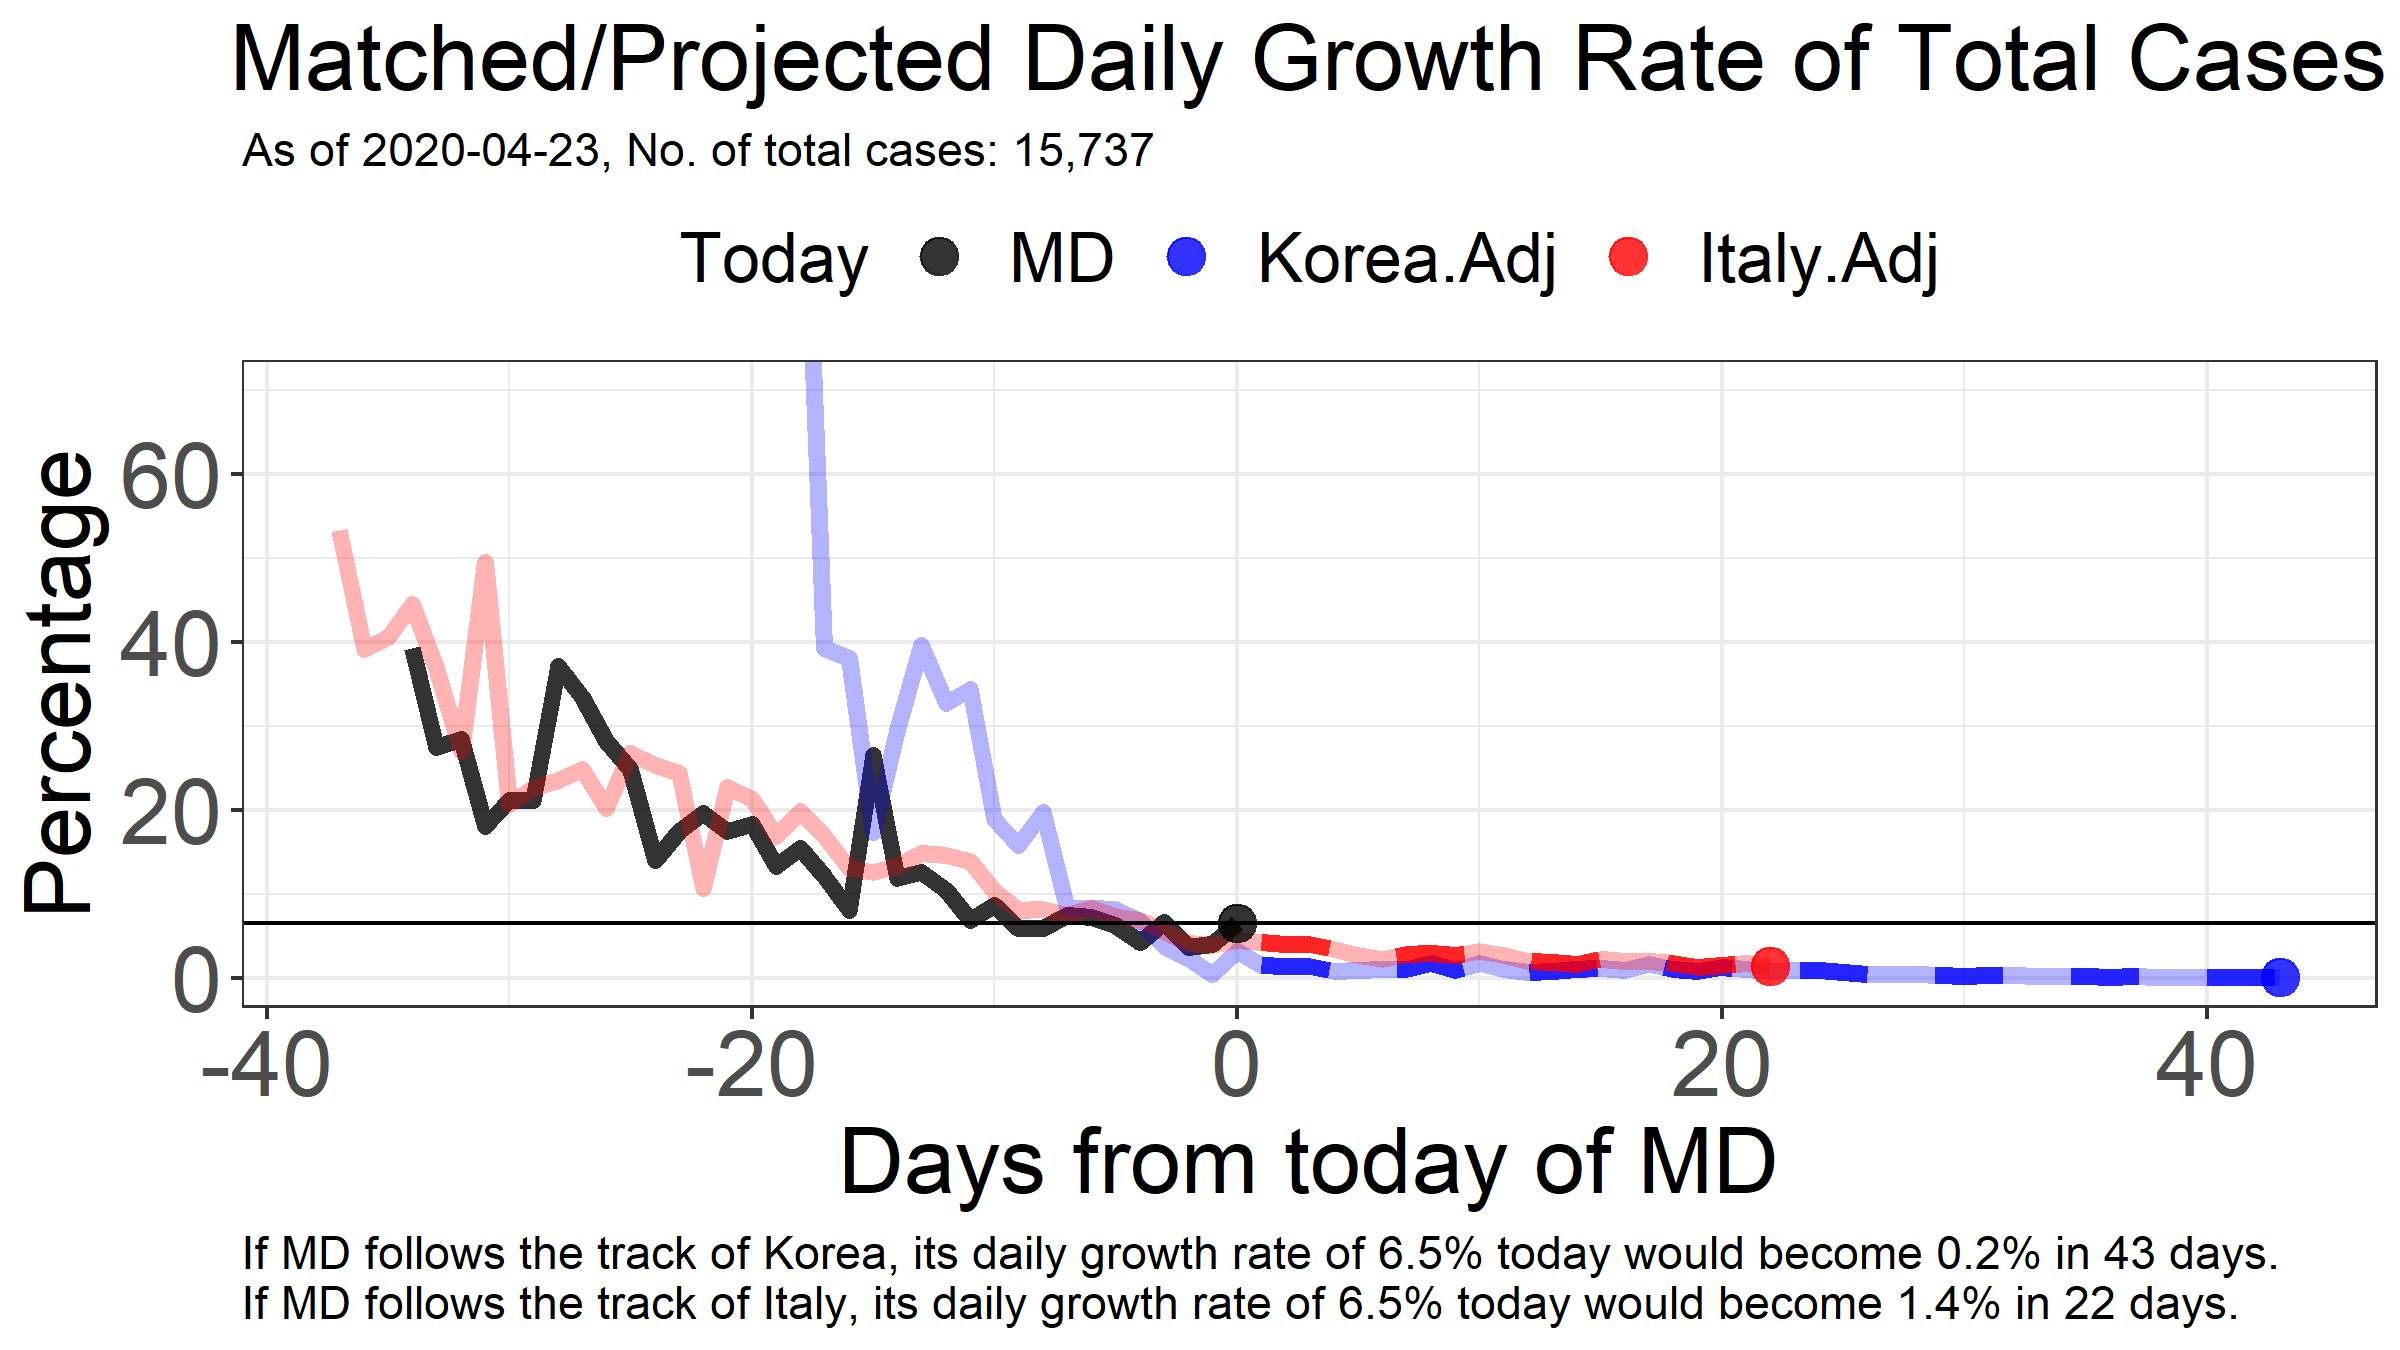 Matched/Projected Daily Growth Rate of Total Cases
As of 2020-04-23, No. of total cases: 15,737
Today MD Korea.Adj Italy.Adj
Percentage
60
40
20
0
-40 -20 0 20 40
Days from today of MD
If MD follows the track of Korea, its daily growth rate of 6.5% today would become 0.2% in 43 days.
If MD follows the track of Italy, its daily growth rate of 6.5% today would become 1.4% in 22 days.